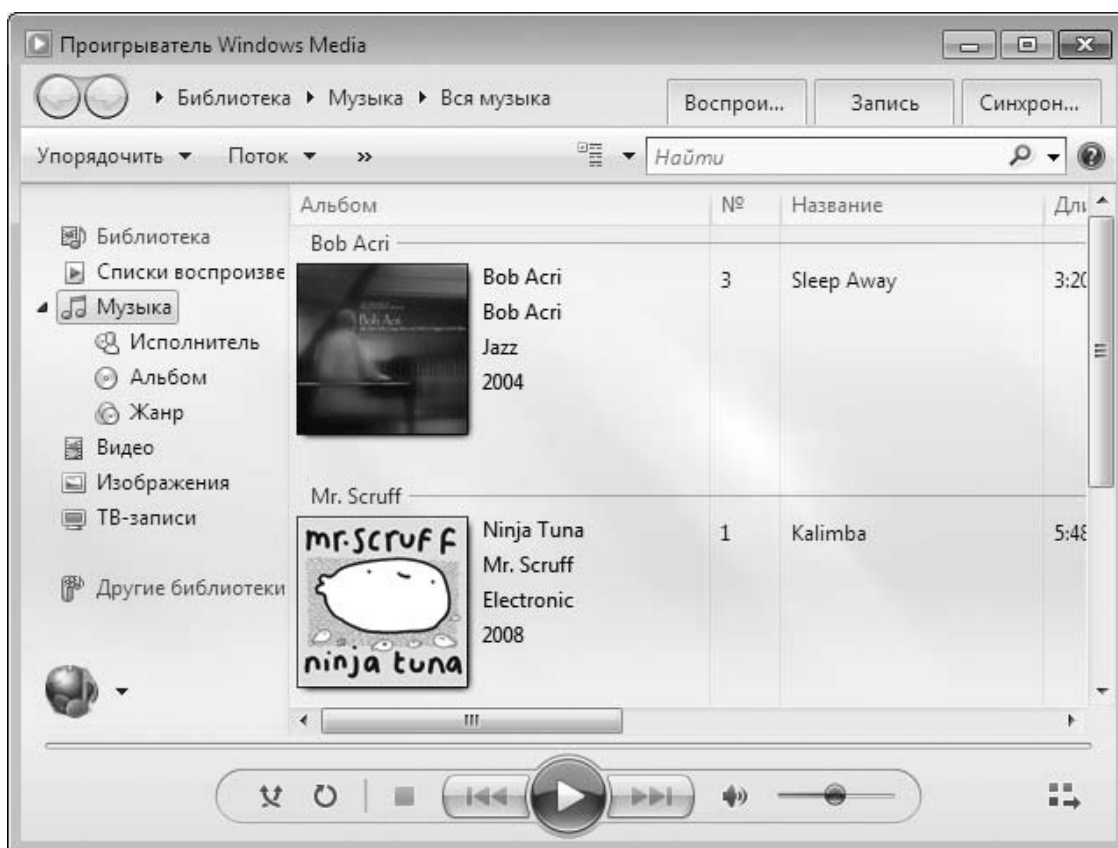 Проигрыватель Windows Media
Библиотека Музыка Вся музыка
Воспрои... Запись Синхрон...
Упорядочить Поток » Найти
Альбом № Название Дли
Библиотека
Списки воспроизве
Музыка
Исполнитель
Альбом
Жанр
Видео
Изображения
ТВ-записи
Другие библиотеки
Bob Acri
Bob Acri 3 Sleep Away 3:20
Bob Acri
Jazz
2004
Mr. Scruff
mr.scruff
ninja tuna
Ninja Tuna 1 Kalimba 5:48
Mr. Scruff
Electronic
2008